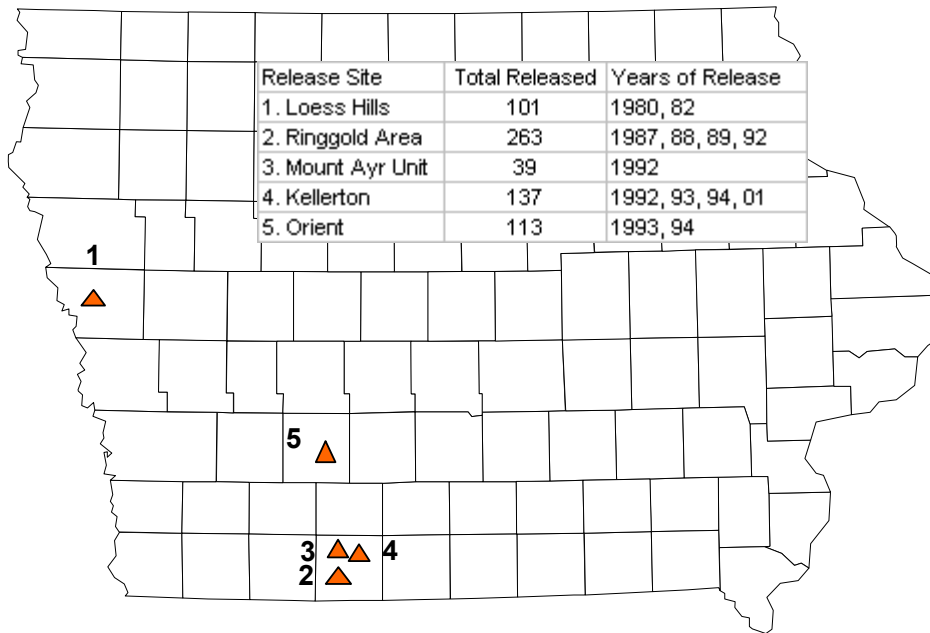 Release Site Total Released Years of Release
1. Loess Hills 101 1980, 82
2. Ringgold Area 263 1987, 88, 89, 92
3. Mount Ayr Unit 39 1992
4. Kellerton 137 1992, 93, 94, 01
5. Orient 113 1993, 94
1
5
3 4
2